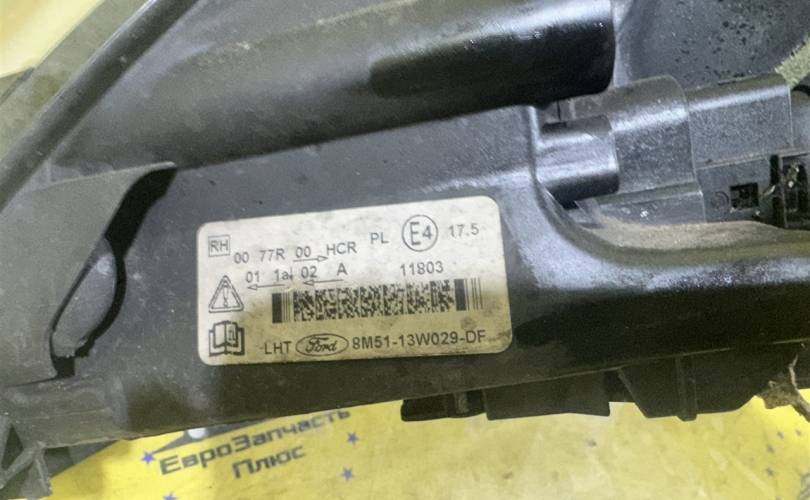 RH 00 77R 00 HCR PL E4 17.5
01 1a 02 A 11803
LHT Ford 8M51-13W029-DF
ЕвроЗапчасть
Плюс